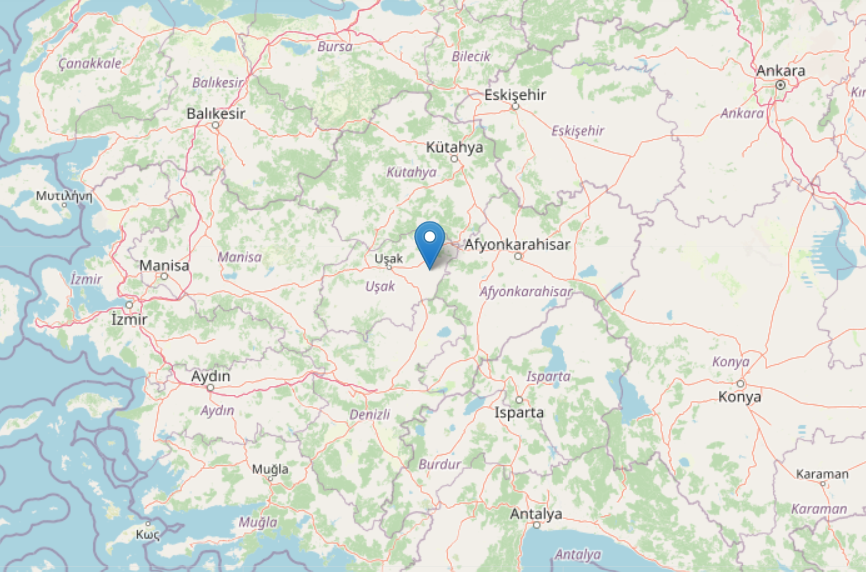 Bursa
Çanakkale
Bilecik
Ankara
Balıkesir
Eskişehir
Balıkesir
Ankara
Eskişehir
Kütahya
Kütahya
Μυτιλήνη
Afyonkarahisar
Uşak
Manisa
Manisa
İzmir
Uşak
Afyonkarahisar
İzmir
Konya
Aydın
Isparta
Konya
Aydın
Denizli
Isparta
Burdur
Muğla
Karaman
Karaman
Antalya
Muğla
Κως
Antalya